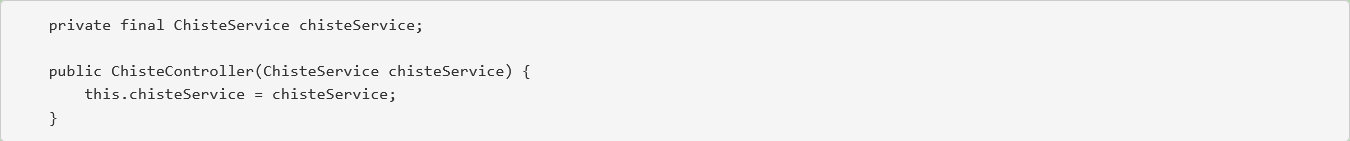 private final ChisteService chisteService;
public ChisteController(ChisteService chisteService) {
this.chisteService = chisteService;
}